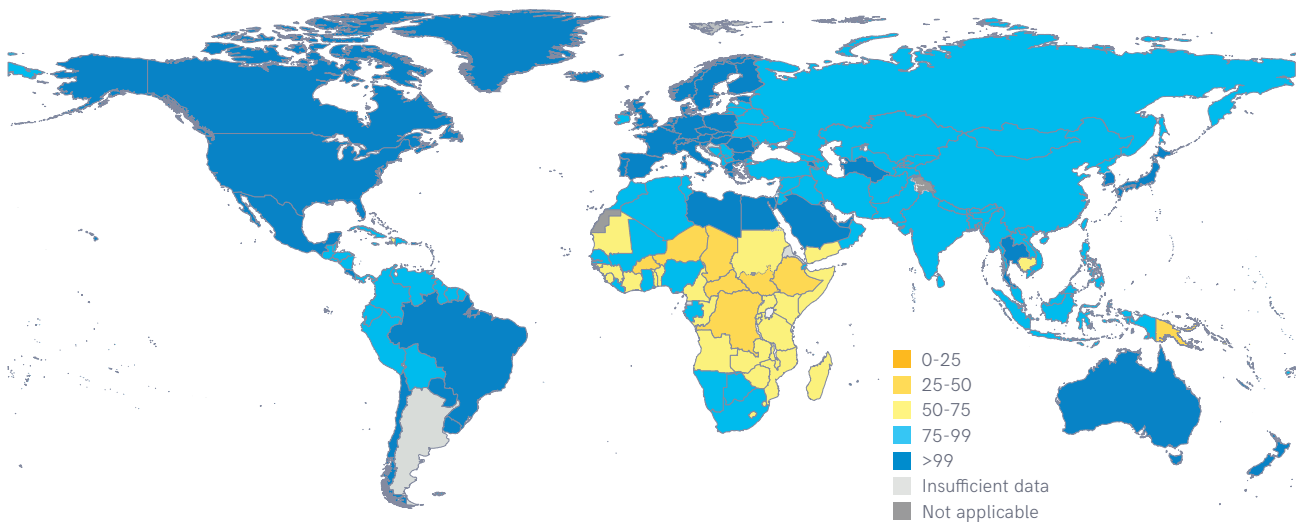 0-25
25-50
50-75
75-99
>99
Insufficient data
Not applicable